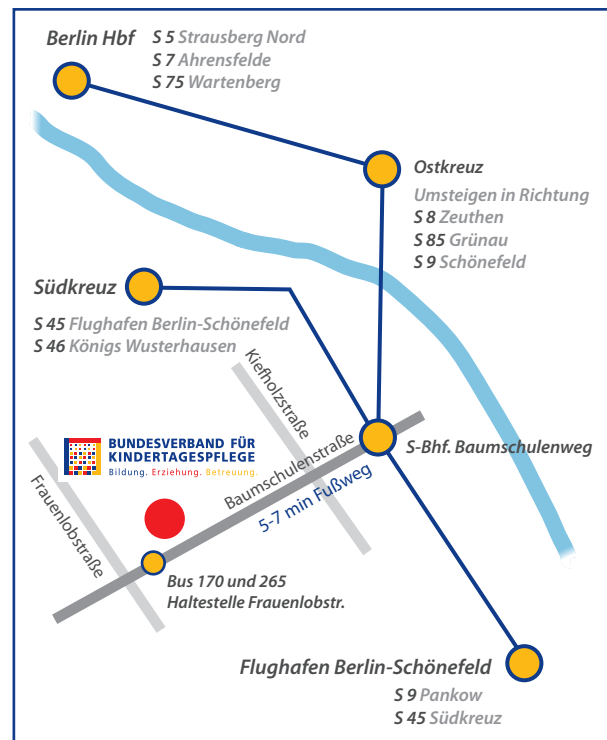 Berlin Hbf
S 5 Strausberg Nord
S 7 Ahrensfelde
S 75 Wartenberg
Ostkreuz
Umsteigen in Richtung
S 8 Zeuthen
S 85 Grünau
S 9 Schönefeld
Südkreuz
S 45 Flughafen Berlin-Schönefeld
S 46 Königs Wusterhausen
Kiefholzstraße
BUNDESVERBAND FÜR
KINDERTAGESPFLEGE
Bildung. Erziehung. Betreuung.
S-Bhf. Baumschulenweg
Baumschulenstraße
5-7 min Fußweg
Frauenlobstraße
Bus 170 und 265
Haltestelle Frauenlobstr.
Flughafen Berlin-Schönefeld
S 9 Pankow
S 45 Südkreuz